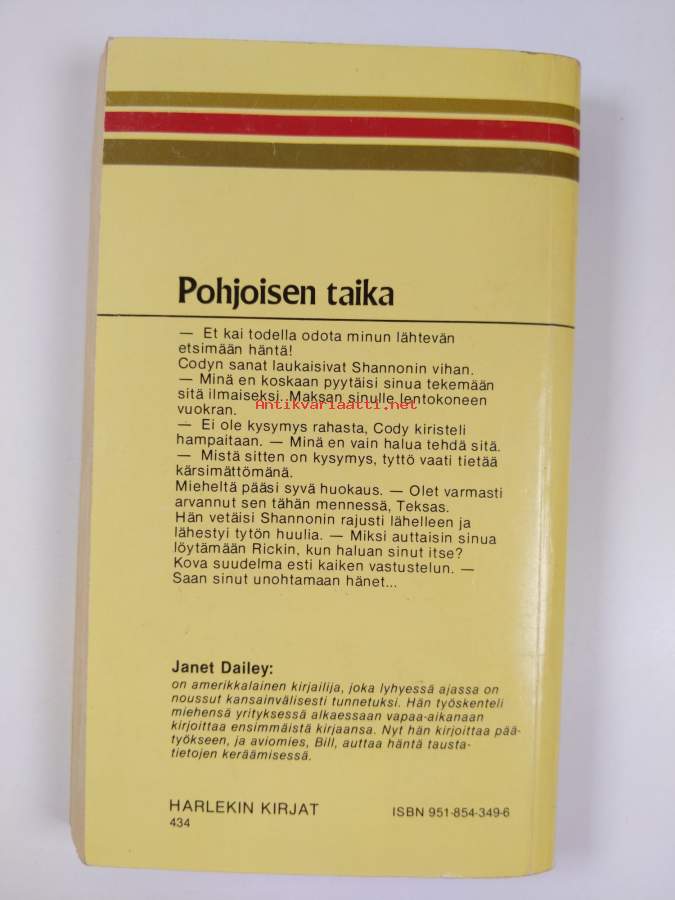 Pohjoisen taika
— Et kai todella odota minun lähtevän
etsimään häntä!
Codyn sanat laukaisivat Shannonin vihan.
— Minä en koskaan pyytäisi sinua tekemään
sitä ilmaiseksi. Maksan sinulle lentokoneen
Antikvariaatti.net
vuokran.
— Ei ole kysymys rahasta, Cody kiristeli
hampaitaan. — Minä en vain halua tehdä sitä.
— Mistä sitten on kysymys, tyttö vaati tietää
kärsimättömänä.
Mieheltä pääsi syvä huokaus. — Olet varmasti
arvannut sen tähän mennessä, Teksas.
Hän vetäisi Shannonin rajusti lähelleen ja
lähestyi tytön huulia. — Miksi auttaisin sinua
löytämään Rickin, kun haluan sinut itse?
Kova suudelma esti kaiken vastustelun. —
Saan sinut unohtamaan hänet...
Janet Dailey:
on amerikkalainen kirjailija, joka lyhyessä ajassa on
noussut kansainvälisesti tunnetuksi. Hän työskenteli
miehensä yrityksessä alkaessaan vapaa-aikanaan
kirjoittaa ensimmäistä kirjaansa. Nyt hän kirjoittaa pää-
työkseen, ja aviomies, Bill, auttaa häntä tausta-
tietojen keräämisessä.
HARLEKIN KIRJAT
434
ISBN 951-854-349-6